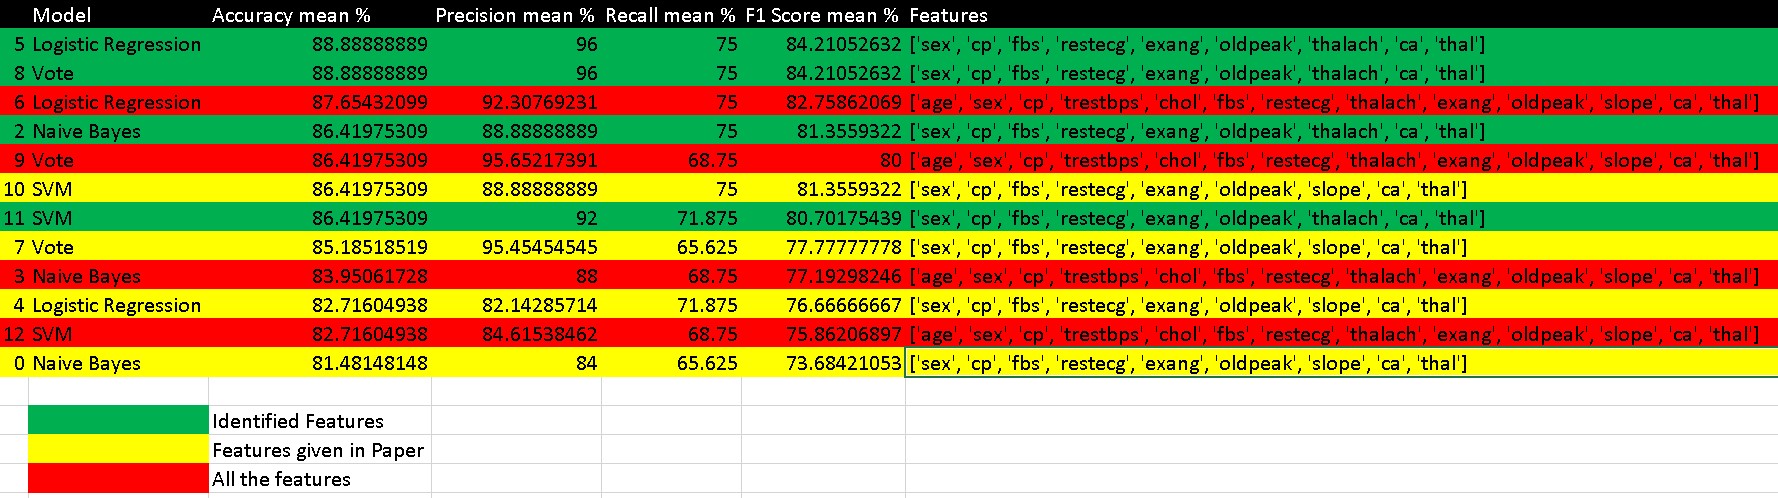 Model Accuracy mean % Precision mean % Recall mean % F1 Score mean % Features
5 Logistic Regression 88.88888889 96 75 84.21052632 ['sex', 'cp', 'fbs', 'restecg', 'exang', 'oldpeak', 'thalach', 'ca', 'thal']
8 Vote 88.88888889 96 75 84.21052632 ['sex', 'cp', 'fbs', 'restecg', 'exang', 'oldpeak', 'thalach', 'ca', 'thal']
6 Logistic Regression 87.65432099 92.30769231 75 82.75862069 ['age', 'sex', 'cp', 'trestbps', 'chol', 'fbs', 'restecg', 'thalach', 'exang', 'oldpeak', 'slope', 'ca', 'thal']
2 Naive Bayes 86.41975309 88.88888889 75 81.3559322 ['sex', 'cp', 'fbs', 'restecg', 'exang', 'oldpeak', 'thalach', 'ca', 'thal']
9 Vote 86.41975309 95.65217391 68.75 80 ['age', 'sex', 'cp', 'trestbps', 'chol', 'fbs', 'restecg', 'thalach', 'exang', 'oldpeak', 'slope', 'ca', 'thal']
10 SVM 86.41975309 88.88888889 75 81.3559322 ['sex', 'cp', 'fbs', 'restecg', 'exang', 'oldpeak', 'slope', 'ca', 'thal']
11 SVM 86.41975309 92 71.875 80.70175439 ['sex', 'cp', 'fbs', 'restecg', 'exang', 'oldpeak', 'thalach', 'ca', 'thal']
7 Vote 85.18518519 95.45454545 65.625 77.77777778 ['sex', 'cp', 'fbs', 'restecg', 'exang', 'oldpeak', 'slope', 'ca', 'thal']
3 Naive Bayes 83.95061728 88 68.75 77.19298246 ['age', 'sex', 'cp', 'trestbps', 'chol', 'fbs', 'restecg', 'thalach', 'exang', 'oldpeak', 'slope', 'ca', 'thal']
4 Logistic Regression 82.71604938 82.14285714 71.875 76.66666667 ['sex', 'cp', 'fbs', 'restecg', 'exang', 'oldpeak', 'slope', 'ca', 'thal']
12 SVM 82.71604938 84.61538462 68.75 75.86206897 ['age', 'sex', 'cp', 'trestbps', 'chol', 'fbs', 'restecg', 'thalach', 'exang', 'oldpeak', 'slope', 'ca', 'thal']
0 Naive Bayes 81.48148148 84 65.625 73.68421053 ['sex', 'cp', 'fbs', 'restecg', 'exang', 'oldpeak', 'slope', 'ca', 'thal']
Identified Features
Features given in Paper
All the features